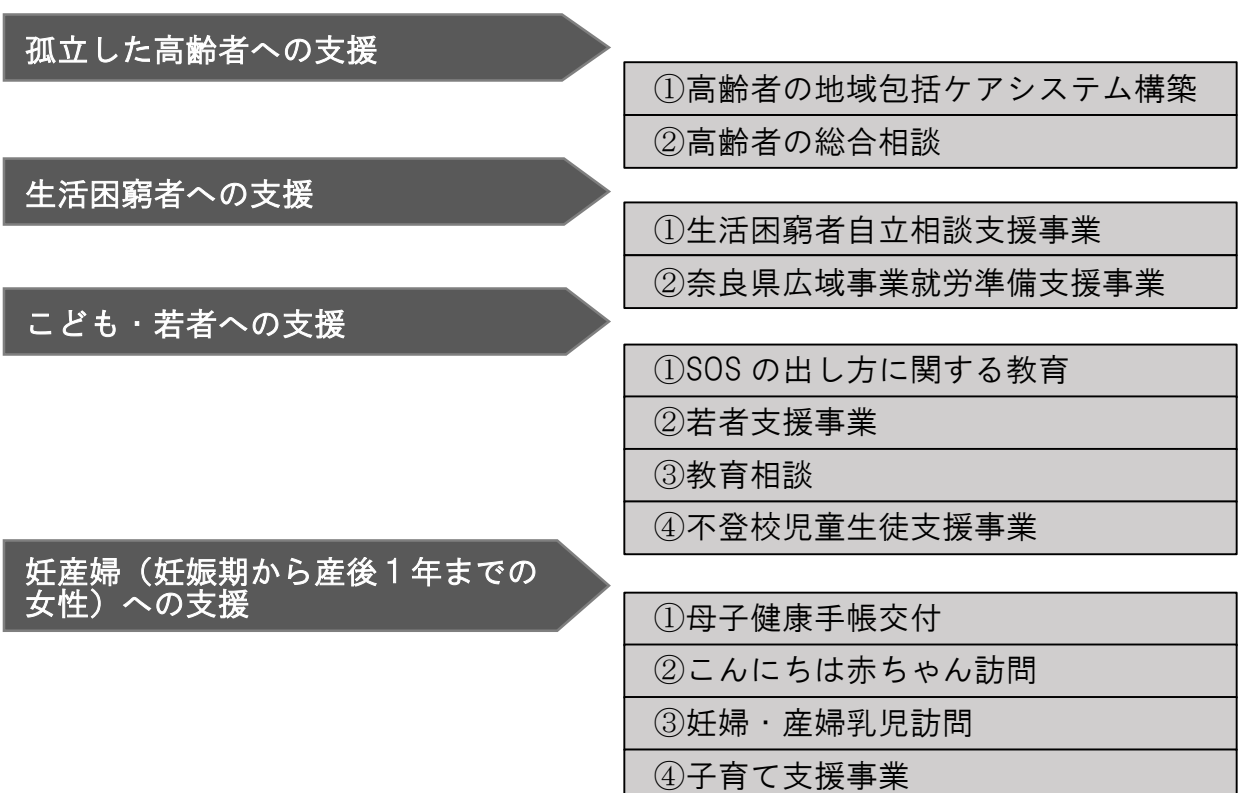 孤立した高齢者への支援
①高齢者の地域包括ケアシステム構築
②高齢者の総合相談
生活困窮者への支援
①生活困窮者自立相談支援事業
②奈良県広域事業就労準備支援事業
こども・若者への支援
①SOSの出し方に関する教育
②若者支援事業
③教育相談
④不登校児童生徒支援事業
妊産婦（妊娠期から産後１年までの
女性）への支援
①母子健康手帳交付
②こんにちは赤ちゃん訪問
③妊婦・産婦乳児訪問
④子育て支援事業